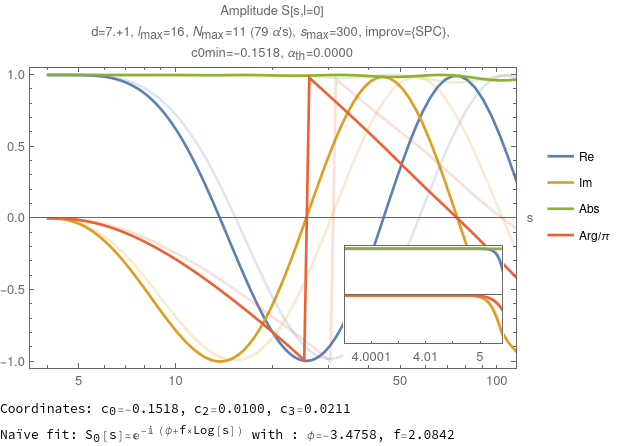 Amplitude S[s,l=0]
d=7.+1, lmax=16, Nmax=11 (79 α's), smax=300, improv={SPC},
c0min=-0.1518, αth=0.0000
1.0
0.5
0.0
-0.5
-1.0
5
10
50
100
s
Re
Im
Abs
Arg/π
4.0001
4.01
5
Coordinates: c₀=-0.1518, c₂=0.0100, c₃=0.0211
Naïve fit: S₀[s]=e^-i (ϕ+f×Log[s]) with : ϕ=-3.4758, f=2.0842